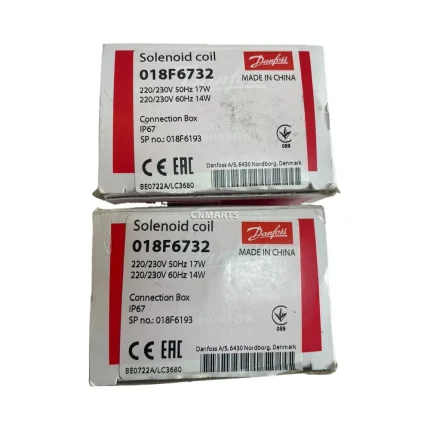 Solenoid coil
018F6732
220/230V 50Hz 17W
220/230V 60Hz 14W
Danfoss
MADE IN CHINA
Connection Box
IP67
SP no.: 018F6193
089
CE EAC
Danfoss A/S, 6430 Nordborg, Denmark
BE0722A/LC3680
CNMARTS
Solenoid coil
018F6732
220/230V 50Hz 17W
220/230V 60Hz 14W
Danfoss
MADE IN CHINA
Connection Box
IP67
SP no.: 018F6193
089
CE EAC
Danfoss A/S, 6430 Nordborg, Denmark
BE0722A/LC3680